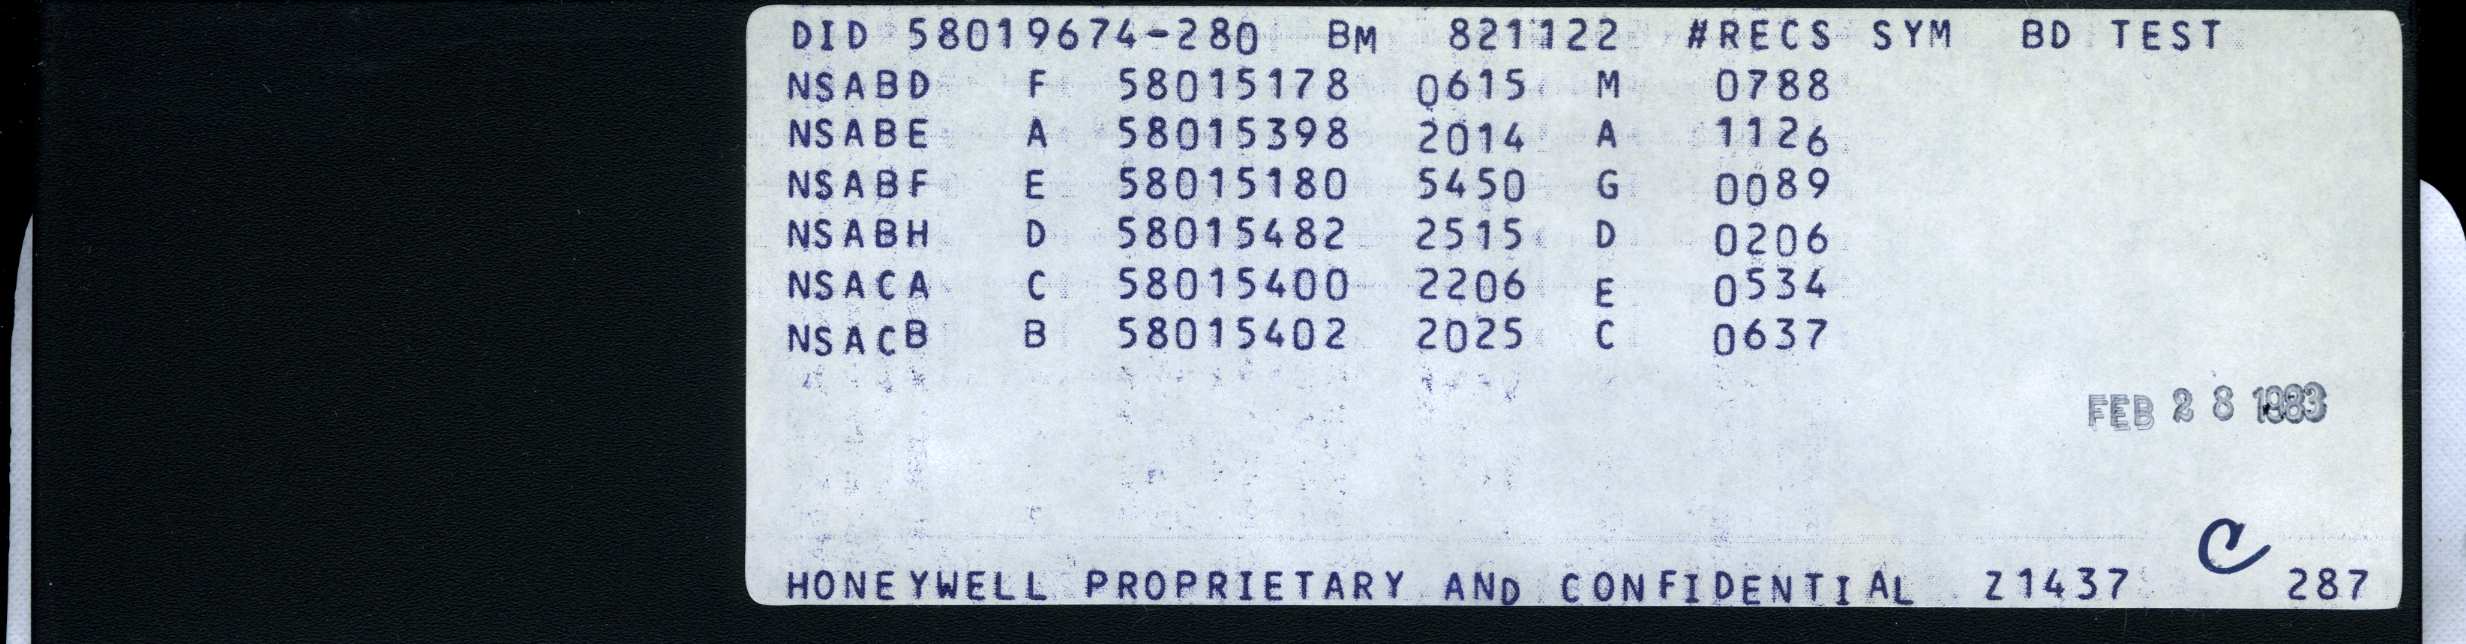 DID 58019674-280 BM 821122 #RECS SYM BD TEST
NSABD F 58015178 0615 M 0788
NSABE A 58015398 2014 A 1126
NSABF E 58015180 5450 G 0089
NSABH D 58015482 2515 D 0206
NSACA C 58015400 2206 E 0534
NSACB B 58015402 2025 C 0637
FEB 28 1983
C
HONEYWELL PROPRIETARY AND CONFIDENTIAL Z1437 287